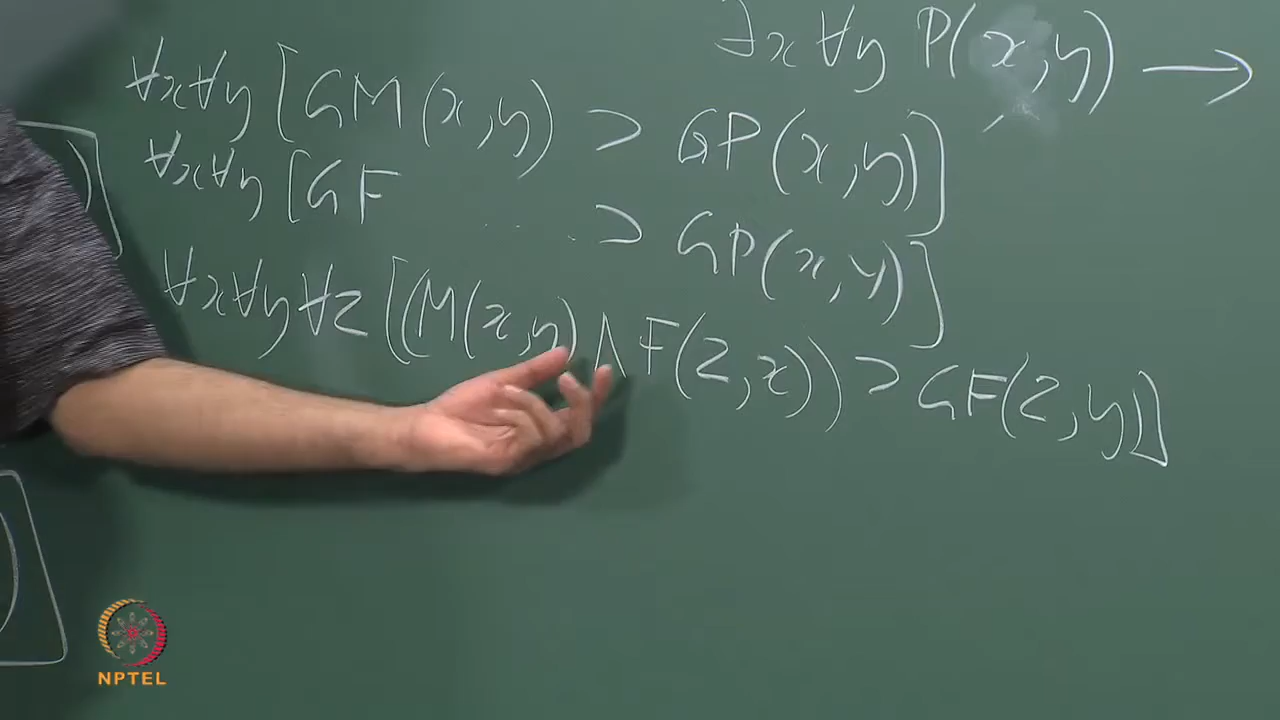 ∃x ∀y P(x,y) ⟶
∀x∀y [GM(x,y) ⊃ GP(x,y)]
∀x∀y [GF ..... ⊃ GP(x,y)]
∀x∀y∀z [(M(x,y) ∧ F(z,x)) ⊃ GF(z,y)]
NPTEL